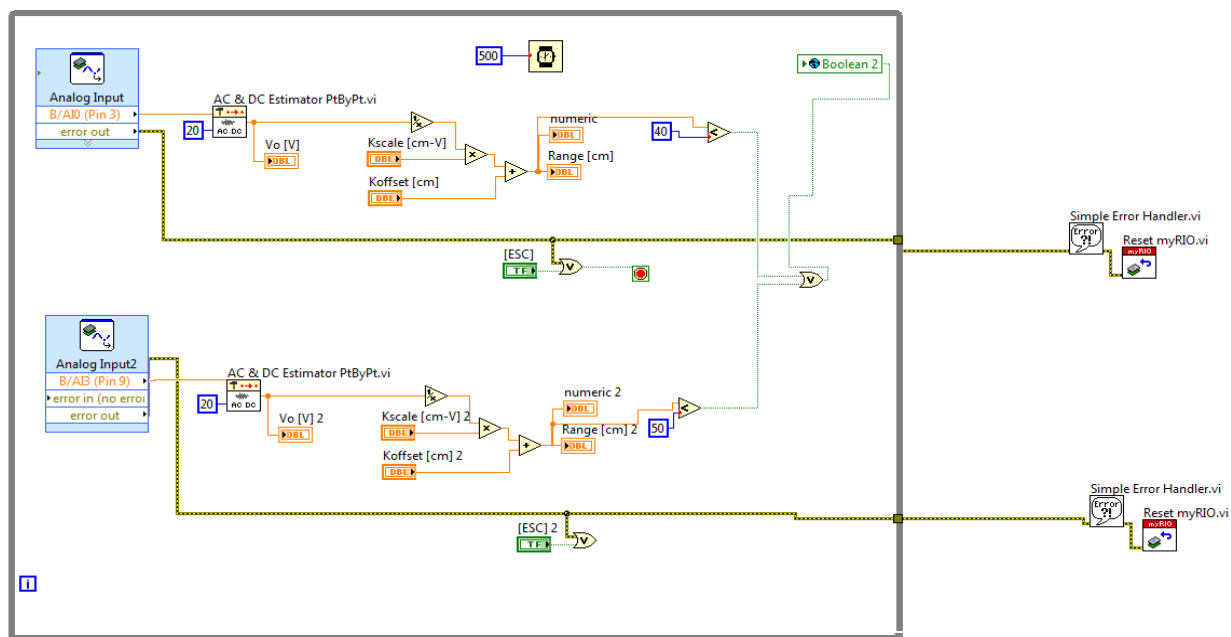 500
Boolean 2
Analog Input
B/AI0 (Pin 3)
error out
AC & DC Estimator PtByPt.vi
20
AC DC
Vo [V]
DBL
1/x
Kscale [cm-V]
DBL
x
Koffset [cm]
DBL
+
numeric
DBL
Range [cm]
DBL
40
<
[ESC]
TF
V
V
Simple Error Handler.vi
Error
?!
Reset myRIO.vi
myRIO
Analog Input2
B/AI3 (Pin 9)
error in (no erro
error out
AC & DC Estimator PtByPt.vi
20
AC DC
Vo [V] 2
DBL
1/x
Kscale [cm-V] 2
DBL
x
Koffset [cm] 2
DBL
+
numeric 2
DBL
Range [cm] 2
DBL
50
<
[ESC] 2
TF
V
Simple Error Handler.vi
Error
?!
Reset myRIO.vi
myRIO
i